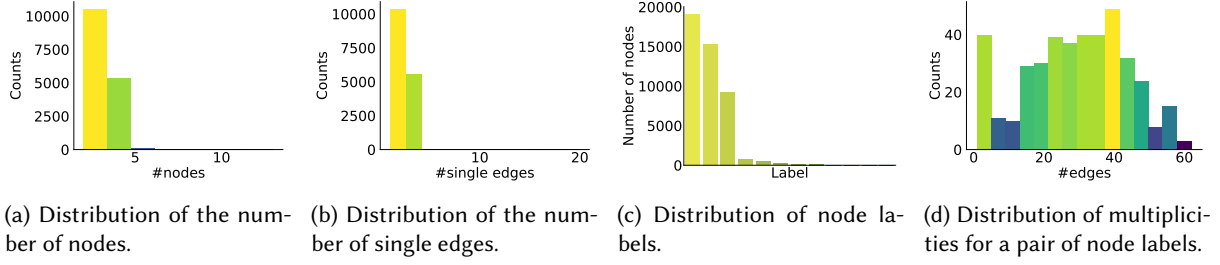 10000
7500
5000
2500
0
Counts
5
10
#nodes
(a) Distribution of the num-
ber of nodes.
10000
7500
5000
2500
0
Counts
10
20
#single edges
(b) Distribution of the num-
ber of single edges.
20000
15000
10000
5000
0
Number of nodes
Label
(c) Distribution of node la-
bels.
40
20
0
Counts
0
20
40
60
#edges
(d) Distribution of multiplici-
ties for a pair of node labels.